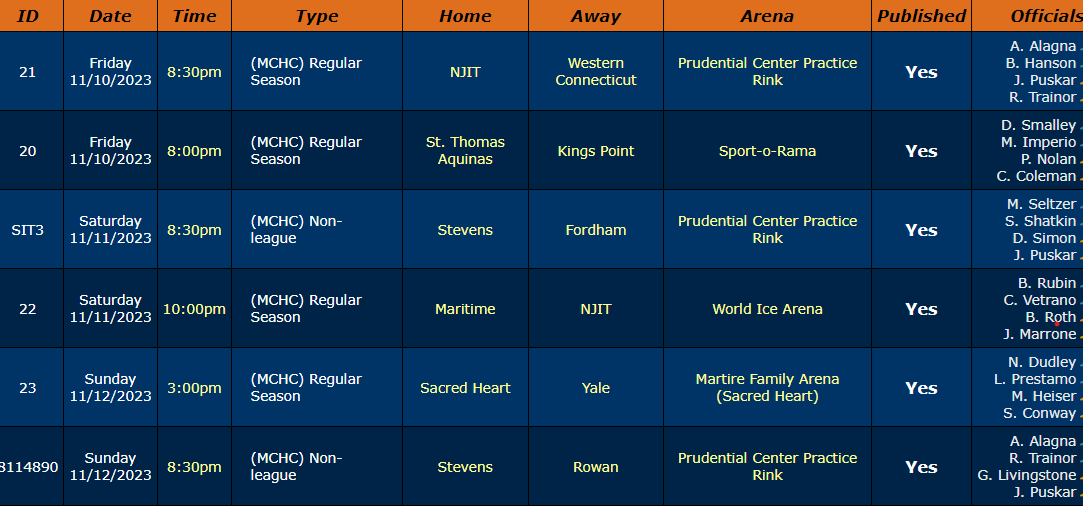 ID Date Time Type Home Away Arena Published Officials
21 Friday 11/10/2023 8:30pm (MCHC) Regular Season NJIT Western Connecticut Prudential Center Practice Rink Yes A. Alagna B. Hanson J. Puskar R. Trainor
20 Friday 11/10/2023 8:00pm (MCHC) Regular Season St. Thomas Aquinas Kings Point Sport-o-Rama Yes D. Smalley M. Imperio P. Nolan C. Coleman
SIT3 Saturday 11/11/2023 8:30pm (MCHC) Non-league Stevens Fordham Prudential Center Practice Rink Yes M. Seltzer S. Shatkin D. Simon J. Puskar
22 Saturday 11/11/2023 10:00pm (MCHC) Regular Season Maritime NJIT World Ice Arena Yes B. Rubin C. Vetrano B. Roth J. Marrone
23 Sunday 11/12/2023 3:00pm (MCHC) Regular Season Sacred Heart Yale Martire Family Arena (Sacred Heart) Yes N. Dudley L. Prestamo M. Heiser S. Conway
8114890 Sunday 11/12/2023 8:30pm (MCHC) Non-league Stevens Rowan Prudential Center Practice Rink Yes A. Alagna R. Trainor G. Livingstone J. Puskar